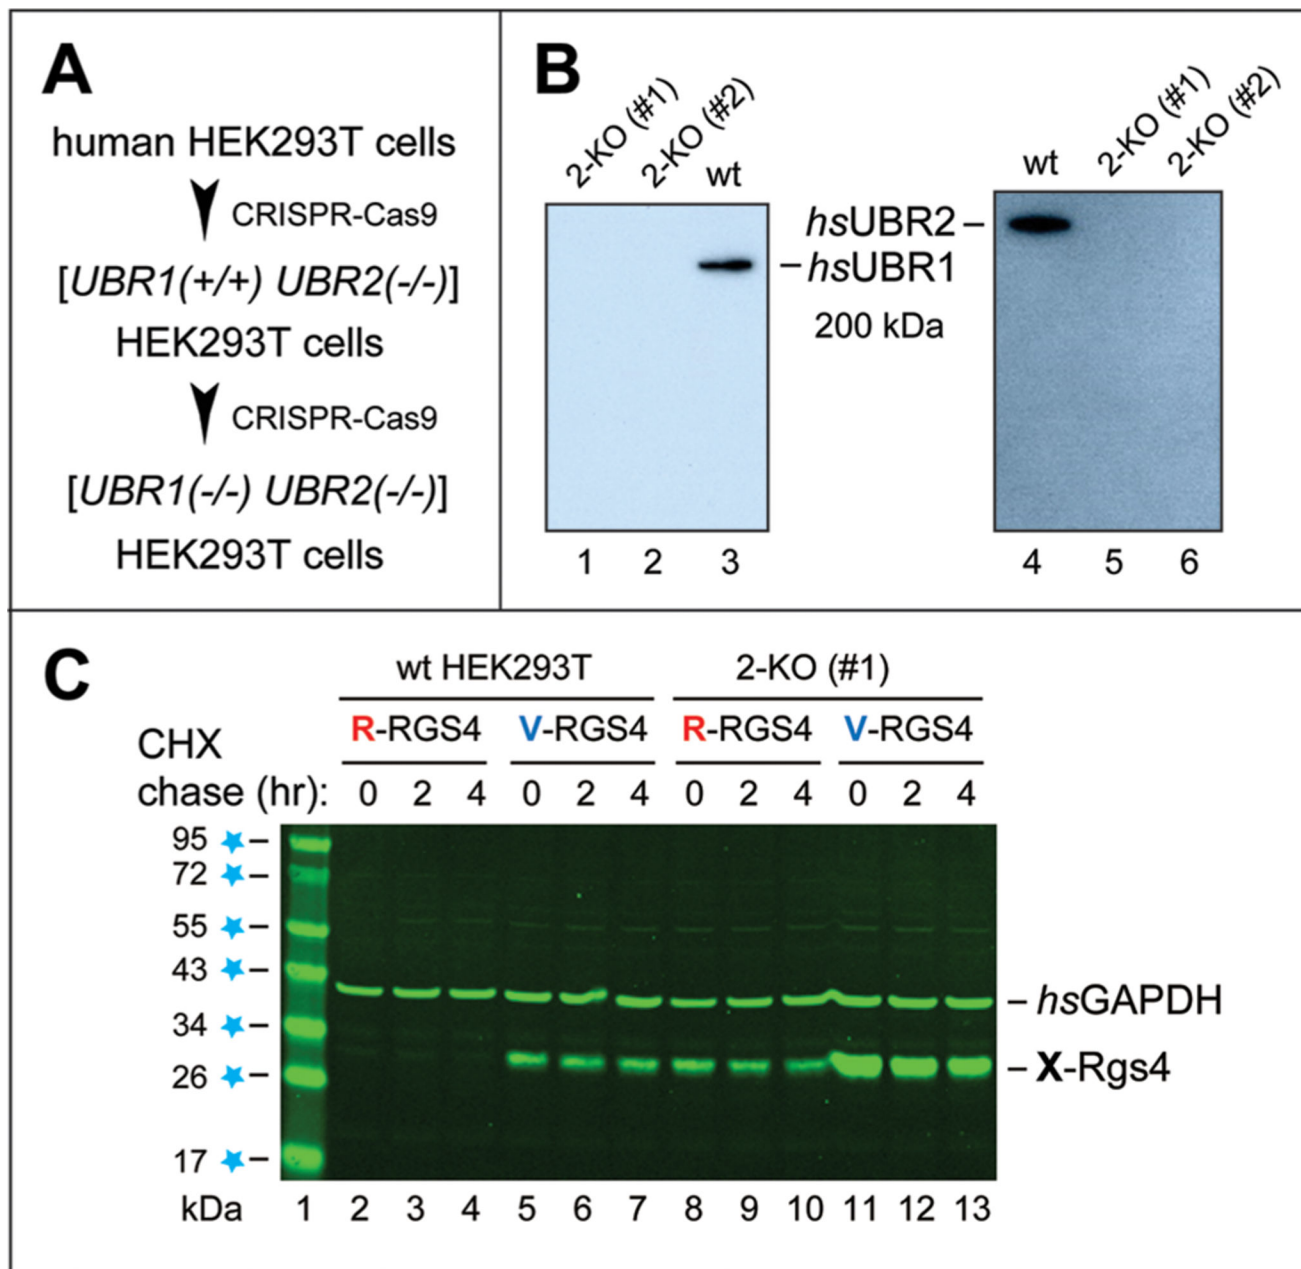 A
human HEK293T cells
CRISPR-Cas9
[UBR1(+/+) UBR2(-/-)]
HEK293T cells
CRISPR-Cas9
[UBR1(-/-) UBR2(-/-)]
HEK293T cells
B
2-KO (#1)
2-KO (#2)
wt
wt
2-KO (#1)
2-KO (#2)
hsUBR2 –
– hsUBR1
200 kDa
1 2 3
4 5 6
C
wt HEK293T 2-KO (#1)
R-RGS4 V-RGS4 R-RGS4 V-RGS4
CHX
chase (hr): 0 2 4 0 2 4 0 2 4 0 2 4
95
72
55
43
34
26
17
– hsGAPDH
– X-Rgs4
kDa 1 2 3 4 5 6 7 8 9 10 11 12 13